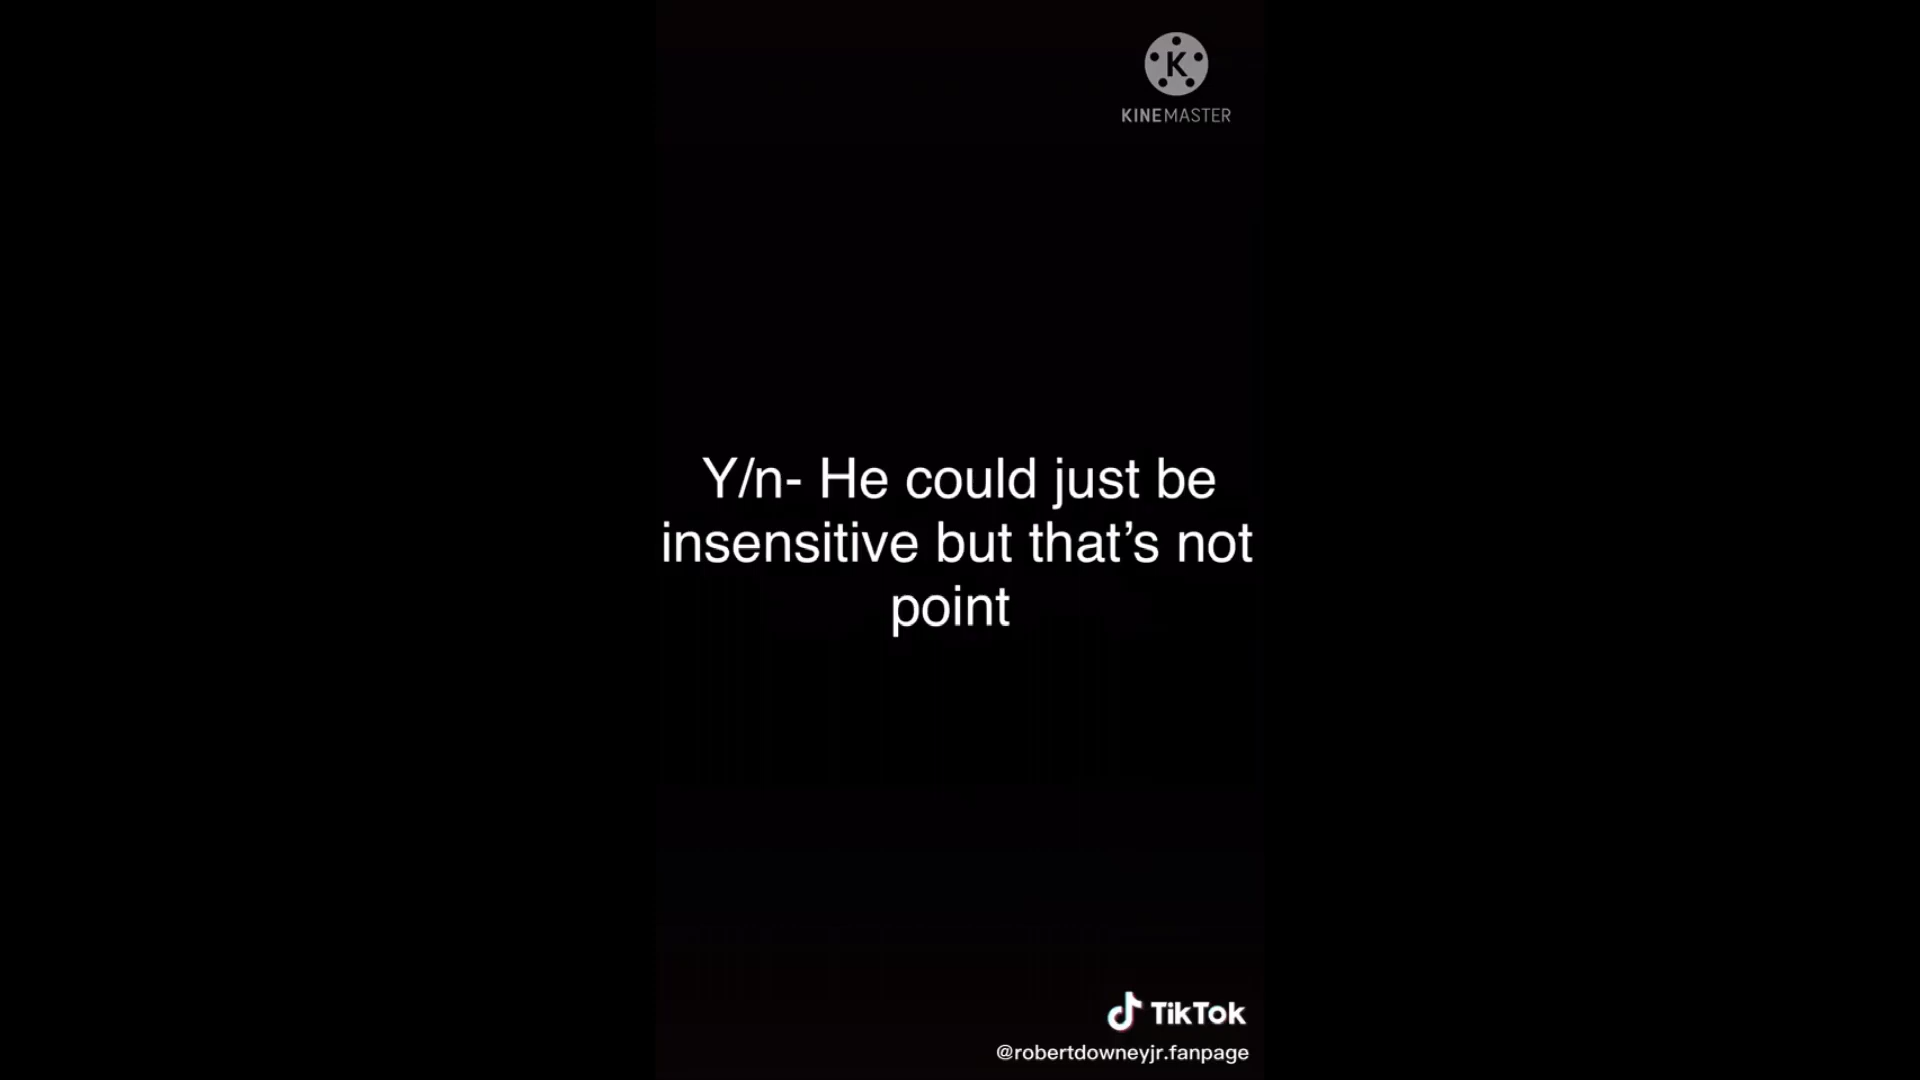 K
KINEMASTER
Y/n- He could just be
insensitive but that’s not
point
TikTok
@robertdowneyjr.fanpage